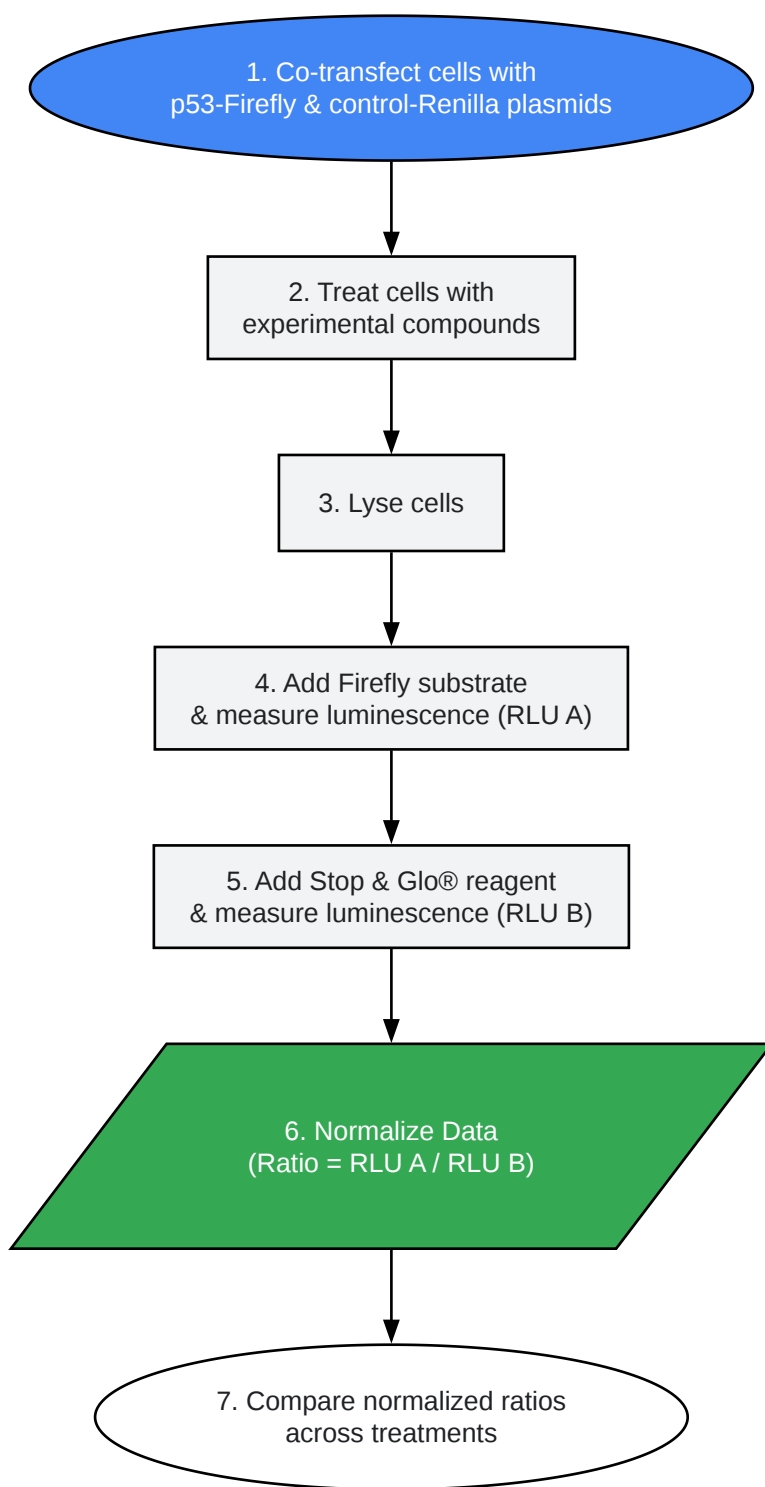 1. Co-transfect cells with
p53-Firefly & control-Renilla plasmids
2. Treat cells with
experimental compounds
3. Lyse cells
4. Add Firefly substrate
& measure luminescence (RLU A)
5. Add Stop & Glo® reagent
& measure luminescence (RLU B)
6. Normalize Data
(Ratio = RLU A / RLU B)
7. Compare normalized ratios
across treatments